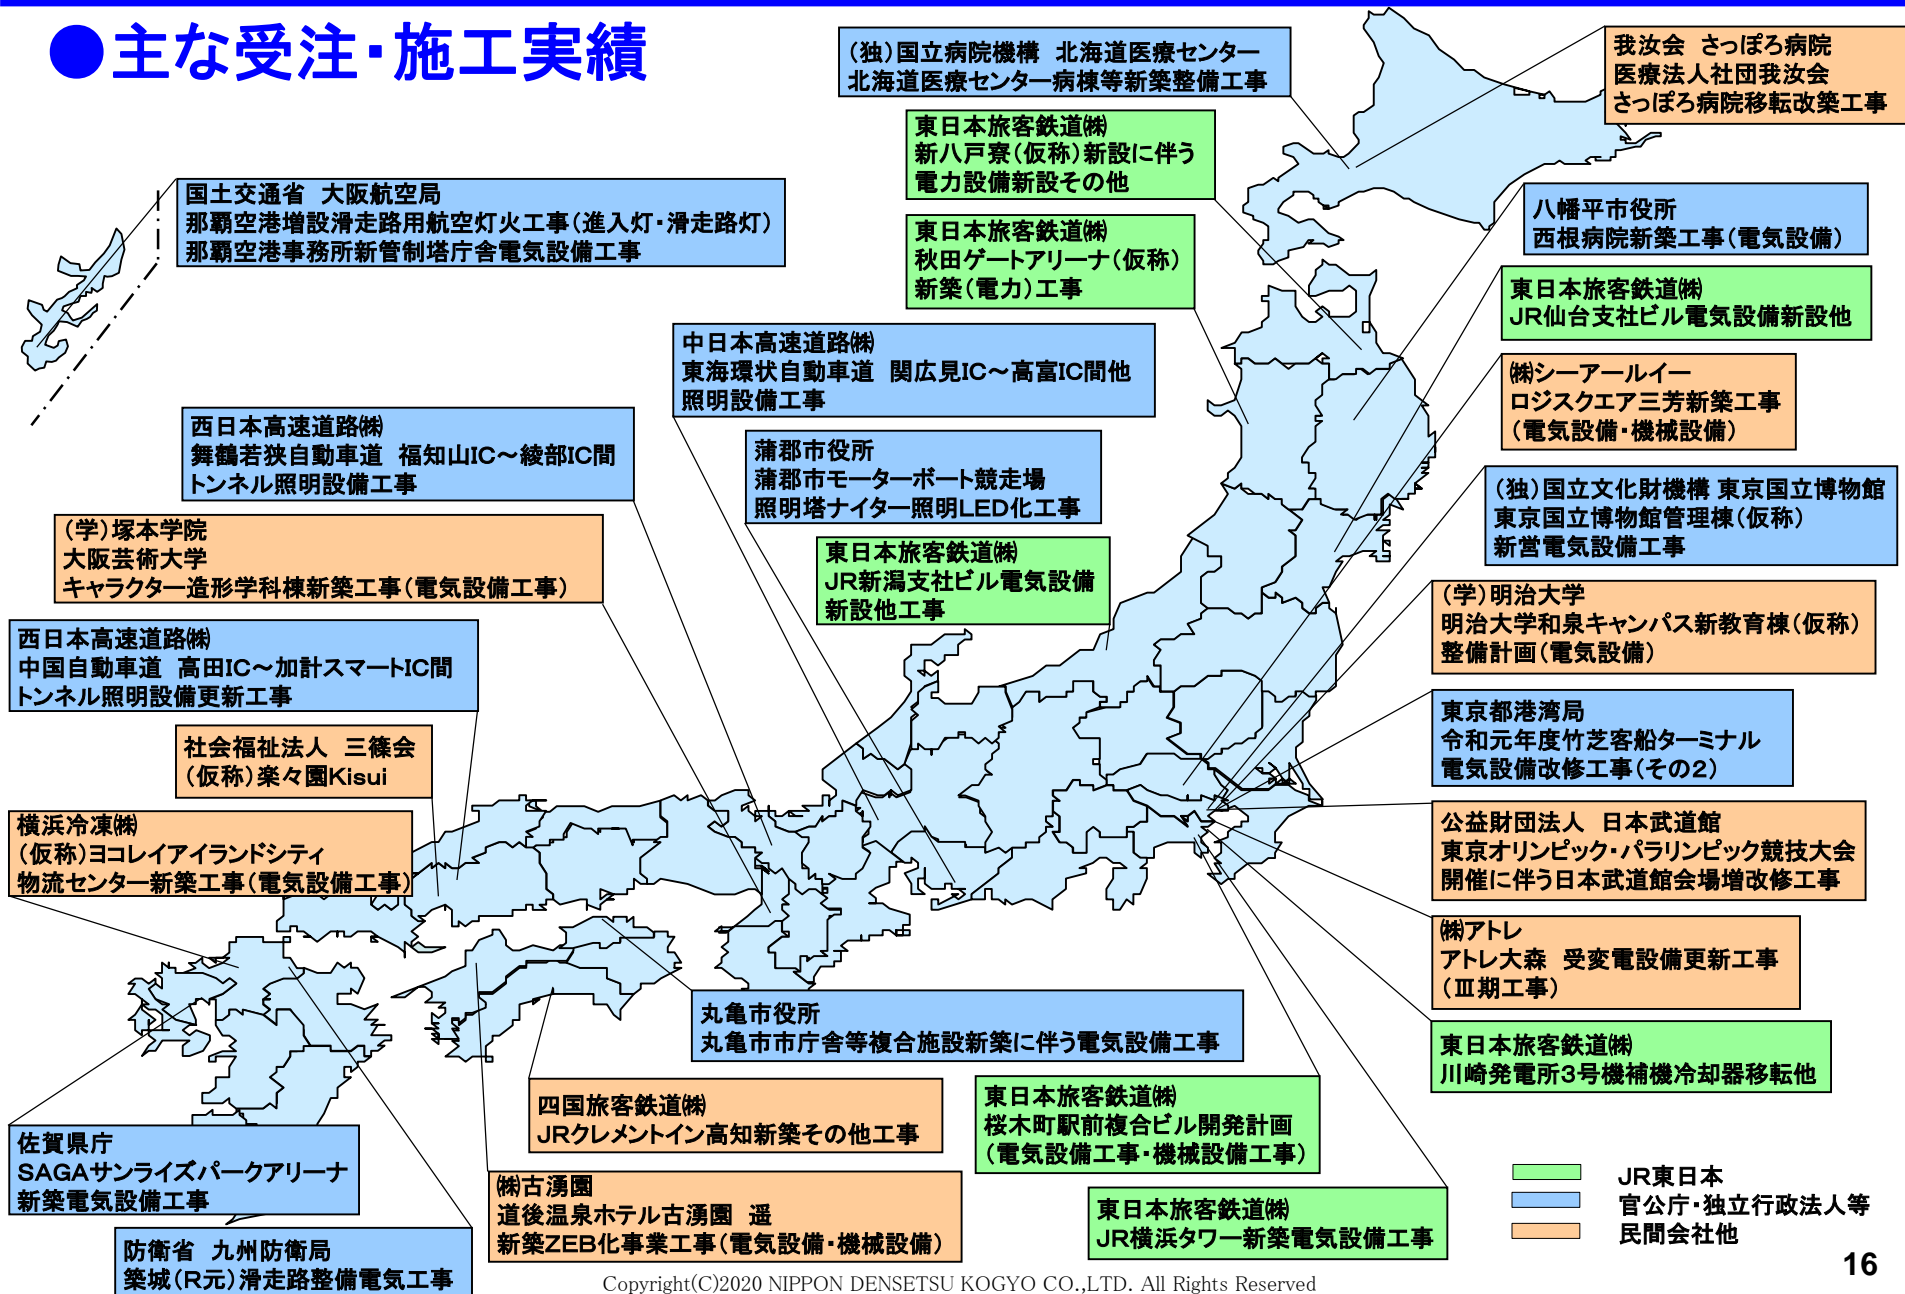 ●主な受注・施工実績
（独）国立病院機構　北海道医療センター
北海道医療センター病棟等新築整備工事
我汝会　さっぽろ病院
医療法人社団我汝会
さっぽろ病院移転改築工事
東日本旅客鉄道㈱
新八戸寮（仮称）新設に伴う
電力設備新設その他
国土交通省　大阪航空局
那覇空港増設滑走路用航空灯火工事（進入灯・滑走路灯）
那覇空港事務所新管制塔庁舎電気設備工事
八幡平市役所
西根病院新築工事（電気設備）
東日本旅客鉄道㈱
秋田ゲートアリーナ（仮称）
新築（電力）工事
東日本旅客鉄道㈱
JR仙台支社ビル電気設備新設他
中日本高速道路㈱
東海環状自動車道　関広見IC～高富IC間他
照明設備工事
㈱シーアールイー
ロジスクエア三芳新築工事
（電気設備・機械設備）
西日本高速道路㈱
舞鶴若狭自動車道　福知山IC～綾部IC間
トンネル照明設備工事
蒲郡市役所
蒲郡市モーターボート競走場
照明塔ナイター照明LED化工事
（独）国立文化財機構 東京国立博物館
東京国立博物館管理棟（仮称）
新営電気設備工事
（学）塚本学院
大阪芸術大学
キャラクター造形学科棟新築工事（電気設備工事）
東日本旅客鉄道㈱
JR新潟支社ビル電気設備
新設他工事
（学）明治大学
明治大学和泉キャンパス新教育棟（仮称）
整備計画（電気設備）
西日本高速道路㈱
中国自動車道　高田IC～加計スマートIC間
トンネル照明設備更新工事
東京都港湾局
令和元年度竹芝客船ターミナル
電気設備改修工事（その２）
社会福祉法人　三篠会
（仮称）楽々園Kisui
横浜冷凍㈱
（仮称）ヨコレイアイランドシティ
物流センター新築工事（電気設備工事）
公益財団法人　日本武道館
東京オリンピック・パラリンピック競技大会
開催に伴う日本武道館会場増改修工事
㈱アトレ
アトレ大森　受変電設備更新工事
（Ⅲ期工事）
丸亀市役所
丸亀市市庁舎等複合施設新築に伴う電気設備工事
東日本旅客鉄道㈱
川崎発電所３号機補機冷却器移転他
四国旅客鉄道㈱
JRクレメントイン高知新築その他工事
東日本旅客鉄道㈱
桜木町駅前複合ビル開発計画
（電気設備工事・機械設備工事）
佐賀県庁
SAGAサンライズパークアリーナ
新築電気設備工事
㈱古湧園
道後温泉ホテル古湧園　遥
新築ZEB化事業工事（電気設備・機械設備）
東日本旅客鉄道㈱
JR横浜タワー新築電気設備工事
防衛省　九州防衛局
築城（R元）滑走路整備電気工事
JR東日本
官公庁・独立行政法人等
民間会社他
16
Copyright(C)2020 NIPPON DENSETSU KOGYO CO.,LTD. All Rights Reserved